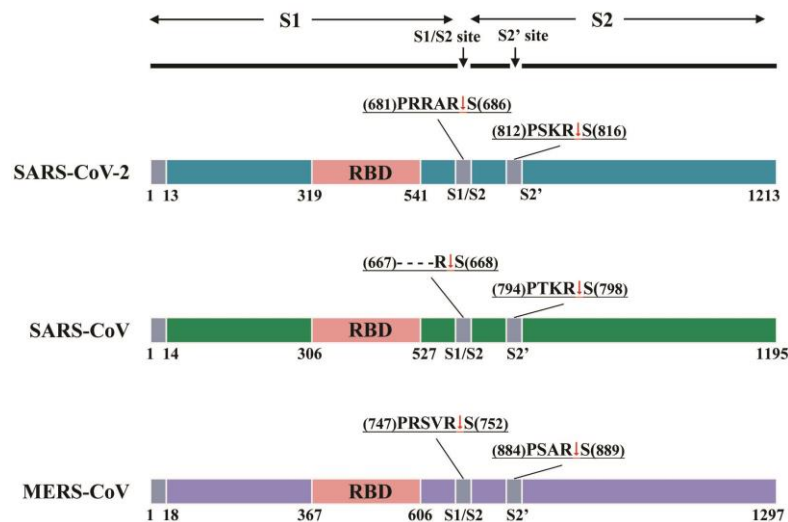 S1 S2
S1/S2 site S2’ site
(681)PRRAR↓S(686)
(812)PSKR↓S(816)
SARS-CoV-2 RBD
1 13 319 541 S1/S2 S2’ 1213
(667)----R↓S(668)
(794)PTKR↓S(798)
SARS-CoV RBD
1 14 306 527 S1/S2 S2’ 1195
(747)PRSVR↓S(752)
(884)PSAR↓S(889)
MERS-CoV RBD
1 18 367 606 S1/S2 S2’ 1297